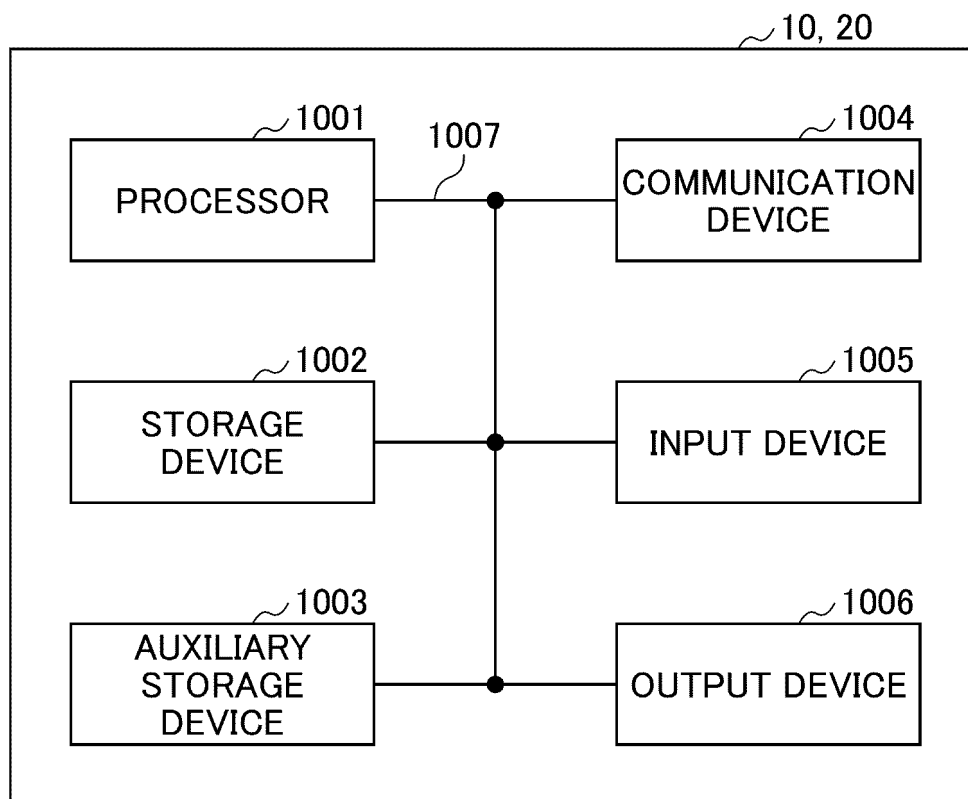 10, 20
1001
PROCESSOR
1007
1004
COMMUNICATION
DEVICE
1002
STORAGE
DEVICE
1005
INPUT DEVICE
1003
AUXILIARY
STORAGE
DEVICE
1006
OUTPUT DEVICE